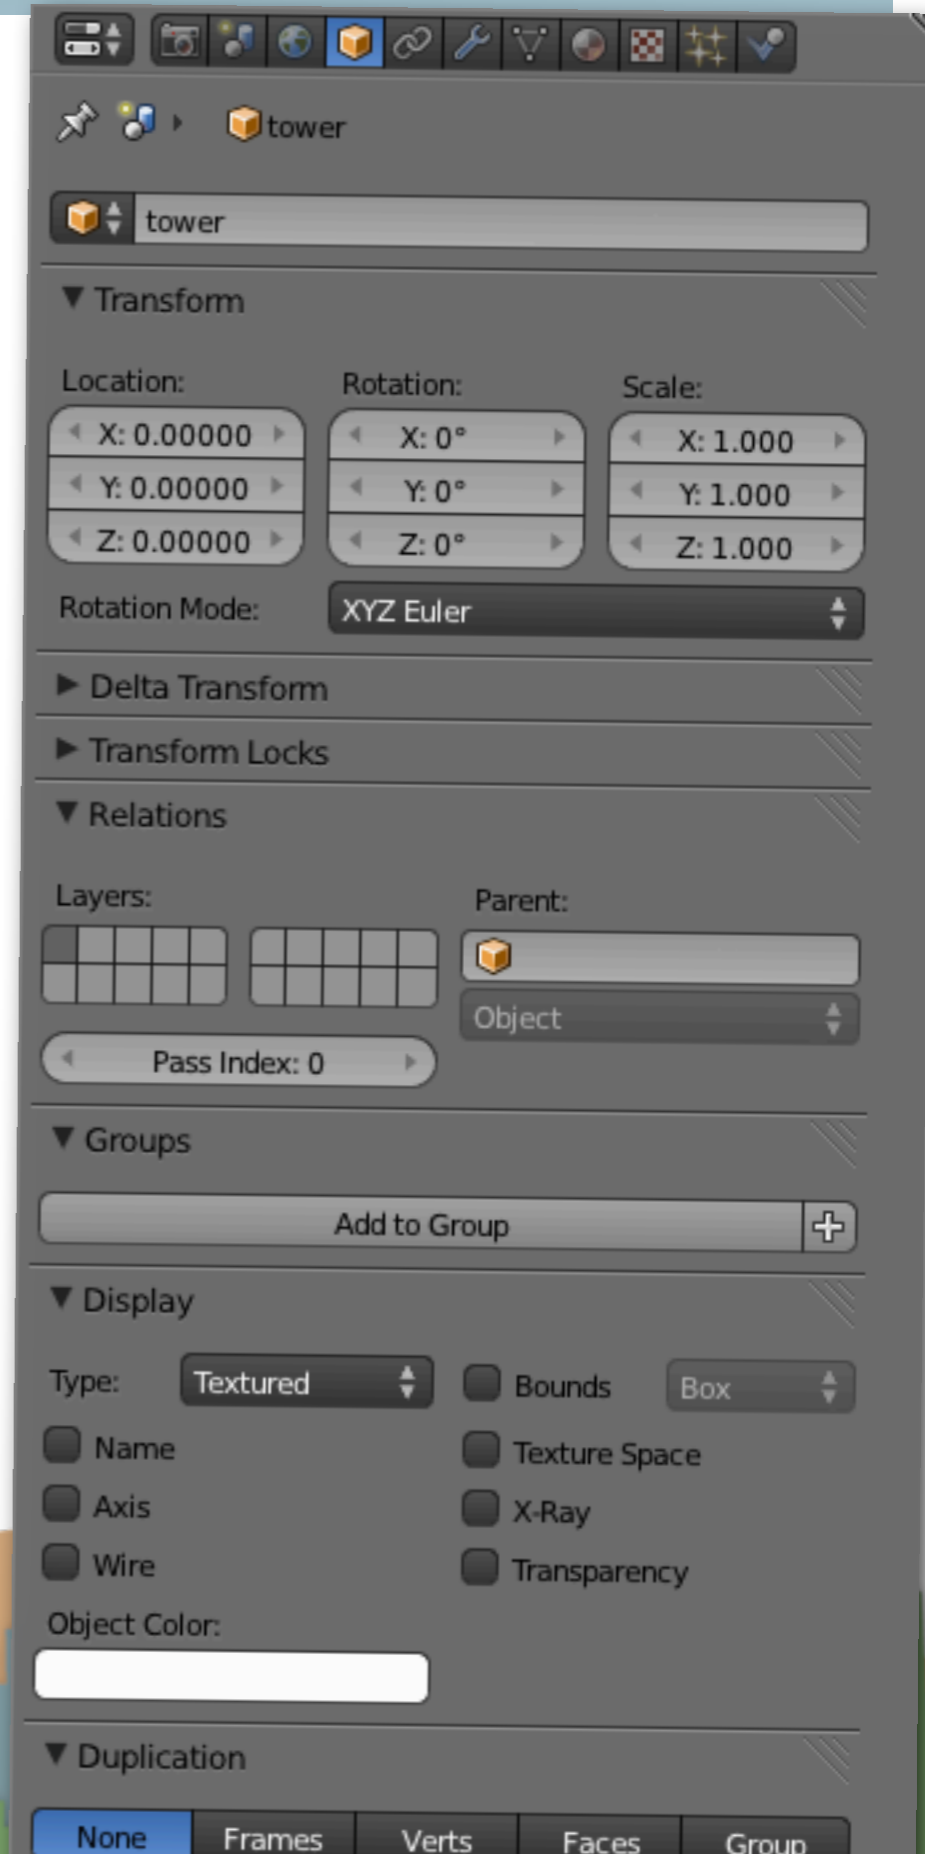 tower
tower
Transform
Location: Rotation: Scale:
X: 0.00000 X: 0° X: 1.000
Y: 0.00000 Y: 0° Y: 1.000
Z: 0.00000 Z: 0° Z: 1.000
Rotation Mode: XYZ Euler
Delta Transform
Transform Locks
Relations
Layers: Parent:
Object
Pass Index: 0
Groups
Add to Group
Display
Type: Textured Bounds Box
Name Texture Space
Axis X-Ray
Wire Transparency
Object Color:
Duplication
None Frames Verts Faces Group